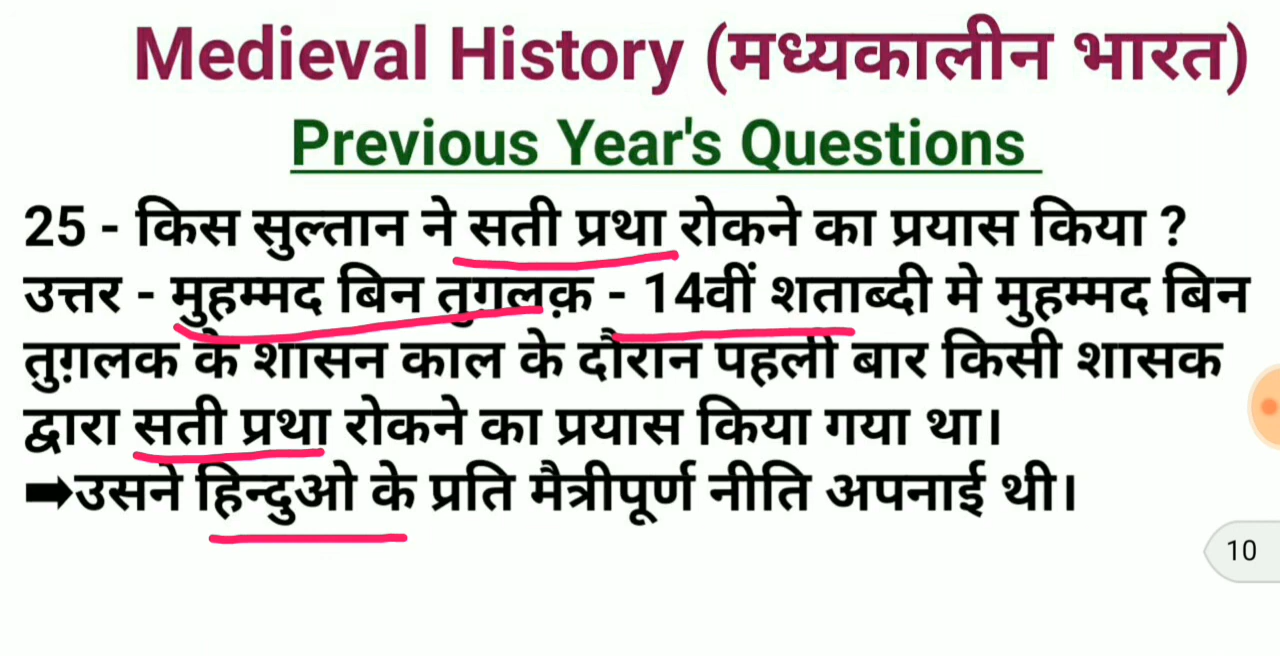 Medieval History (मध्यकालीन भारत)
Previous Year's Questions
25 - किस सुल्तान ने सती प्रथा रोकने का प्रयास किया ?
उत्तर - मुहम्मद बिन तुगलक़ - 14वीं शताब्दी मे मुहम्मद बिन
तुग़लक के शासन काल के दौरान पहली बार किसी शासक
द्वारा सती प्रथा रोकने का प्रयास किया गया था।
➡उसने हिन्दुओ के प्रति मैत्रीपूर्ण नीति अपनाई थी।
10